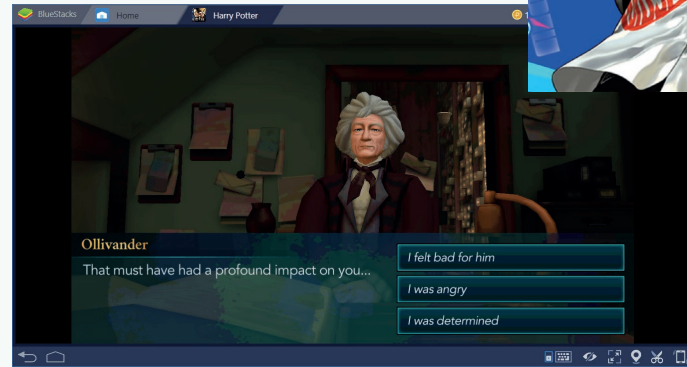 BlueStacks Home Harry Potter
Ollivander
That must have had a profound impact on you...
I felt bad for him
I was angry
I was determined